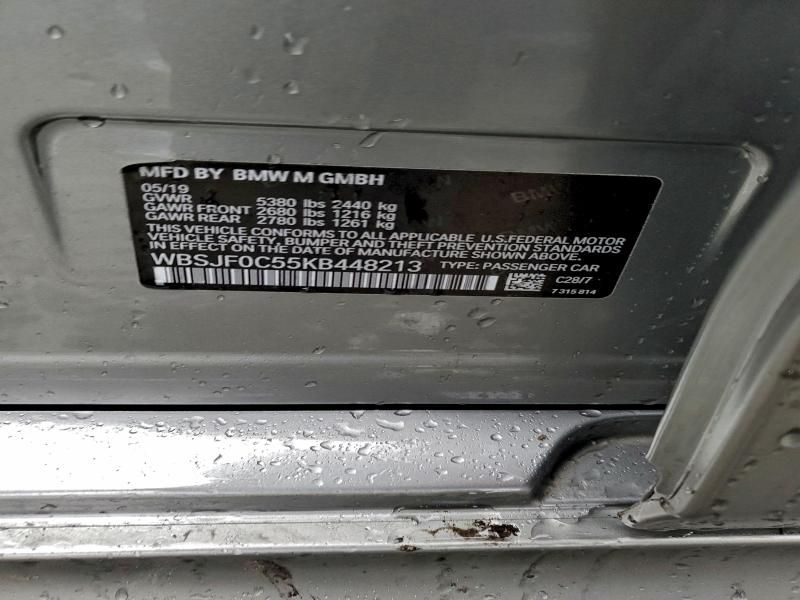 MFD BY BMW M GMBH
05/19
GVWR 5380 lbs 2440 kg
GAWR FRONT 2680 lbs 1216 kg
GAWR REAR 2780 lbs 1261 kg
THIS VEHICLE CONFORMS TO ALL APPLICABLE U.S.FEDERAL MOTOR
VEHICLE SAFETY, BUMPER AND THEFT PREVENTION STANDARDS
IN EFFECT ON THE DATE OF MANUFACTURE SHOWN ABOVE.
WBSJF0C55KB448213 TYPE: PASSENGER CAR
C28/7
7 315 814